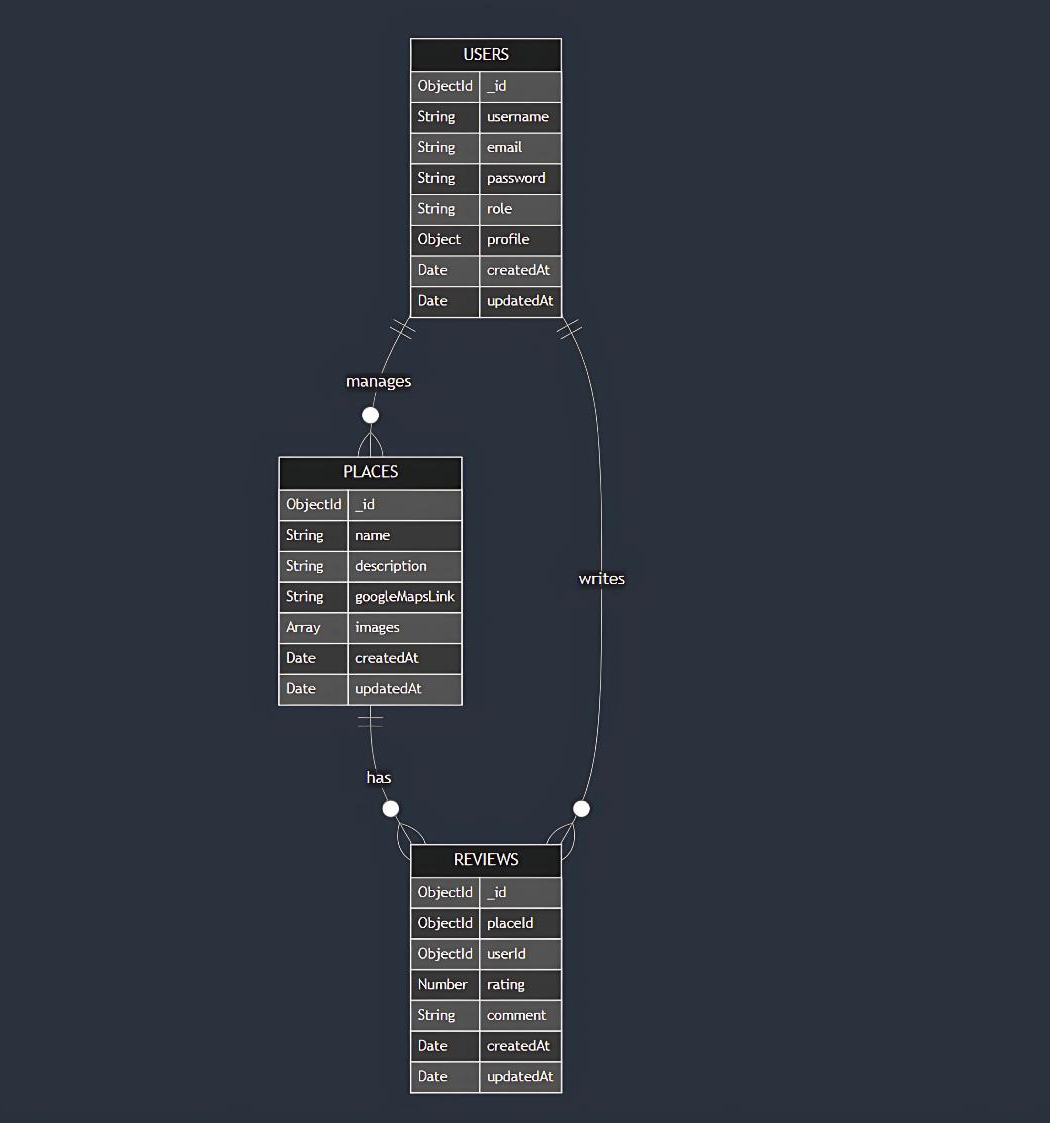 USERS
ObjectId _id
String username
String email
String password
String role
Object profile
Date createdAt
Date updatedAt
manages
PLACES
ObjectId _id
String name
String description
String googleMapsLink
Array images
Date createdAt
Date updatedAt
writes
has
REVIEWS
ObjectId _id
ObjectId placeId
ObjectId userId
Number rating
String comment
Date createdAt
Date updatedAt